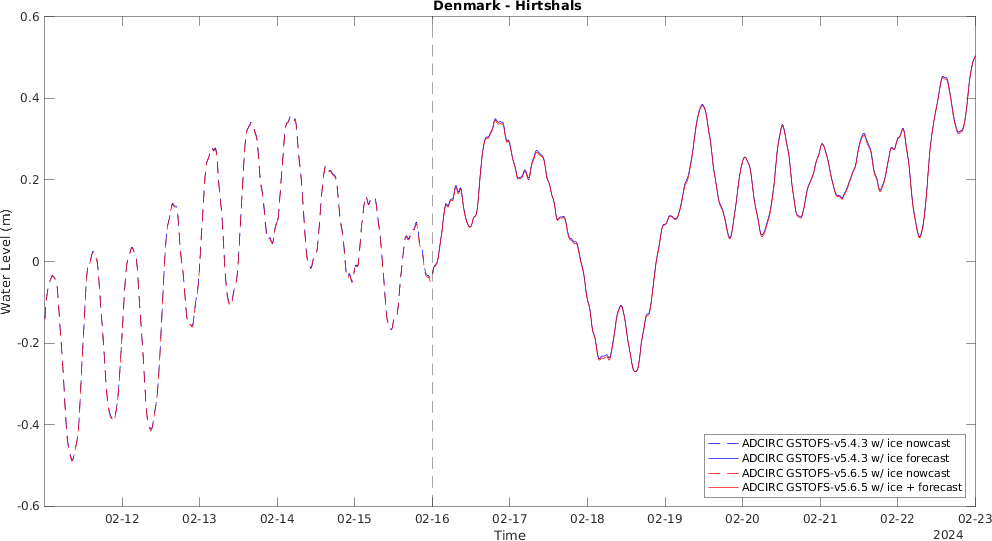 Denmark - Hirtshals
0.6
0.4
0.2
0
-0.2
-0.4
-0.6
Water Level (m)
02-12
02-13
02-14
02-15
02-16
02-17
02-18
02-19
02-20
02-21
02-22
02-23
Time
2024
ADCIRC GSTOFS-v5.4.3 w/ ice nowcast
ADCIRC GSTOFS-v5.4.3 w/ ice forecast
ADCIRC GSTOFS-v5.6.5 w/ ice nowcast
ADCIRC GSTOFS-v5.6.5 w/ ice + forecast